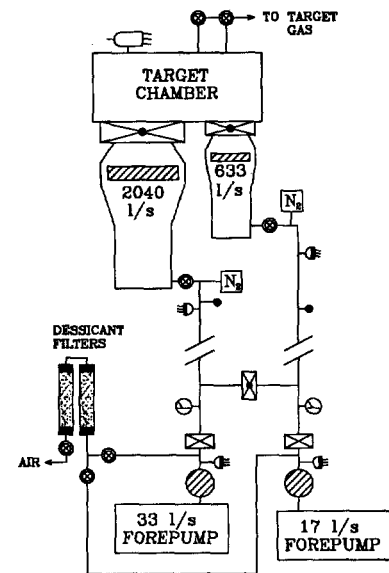 TO TARGET
GAS
TARGET
CHAMBER
2040
l/s
633
l/s
N₂
N₂
DESSICANT
FILTERS
AIR
33 l/s
FOREPUMP
17 l/s
FOREPUMP